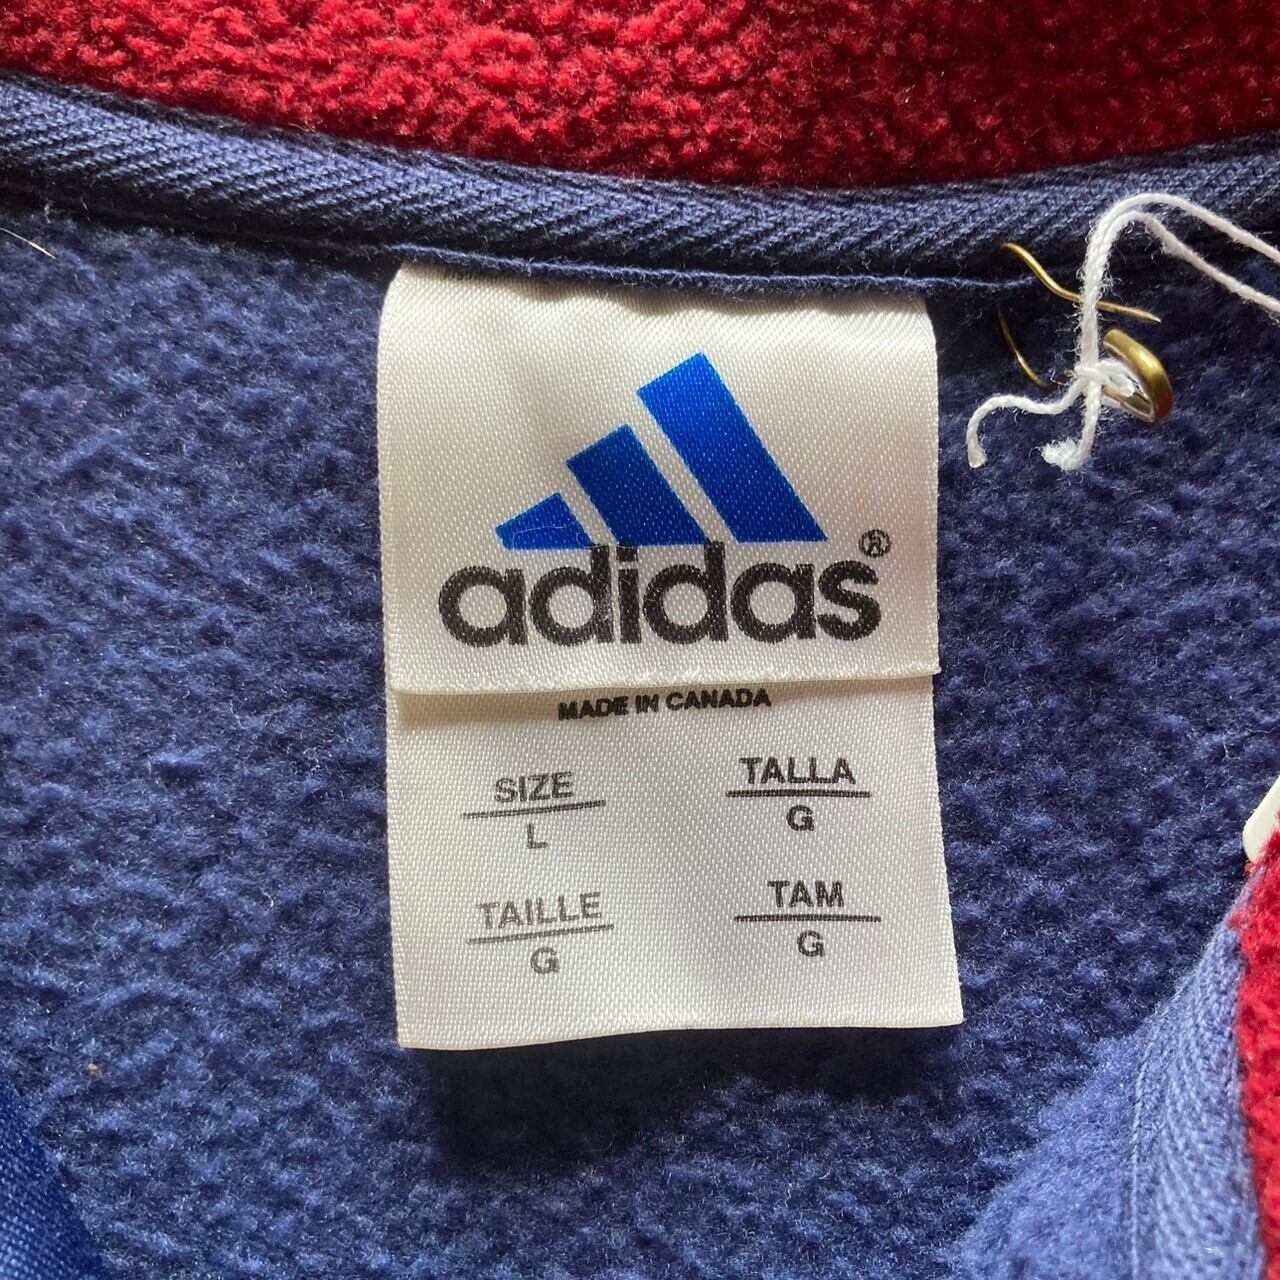 adidas®
MADE IN CANADA
SIZE
L
TALLA
G
TAILLE
G
TAM
G